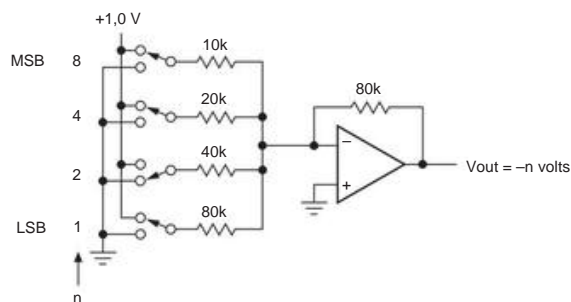 +1,0 V
MSB 8
10k
4
20k
80k
2
40k
−
+
Vout = –n volts
LSB 1
80k
n